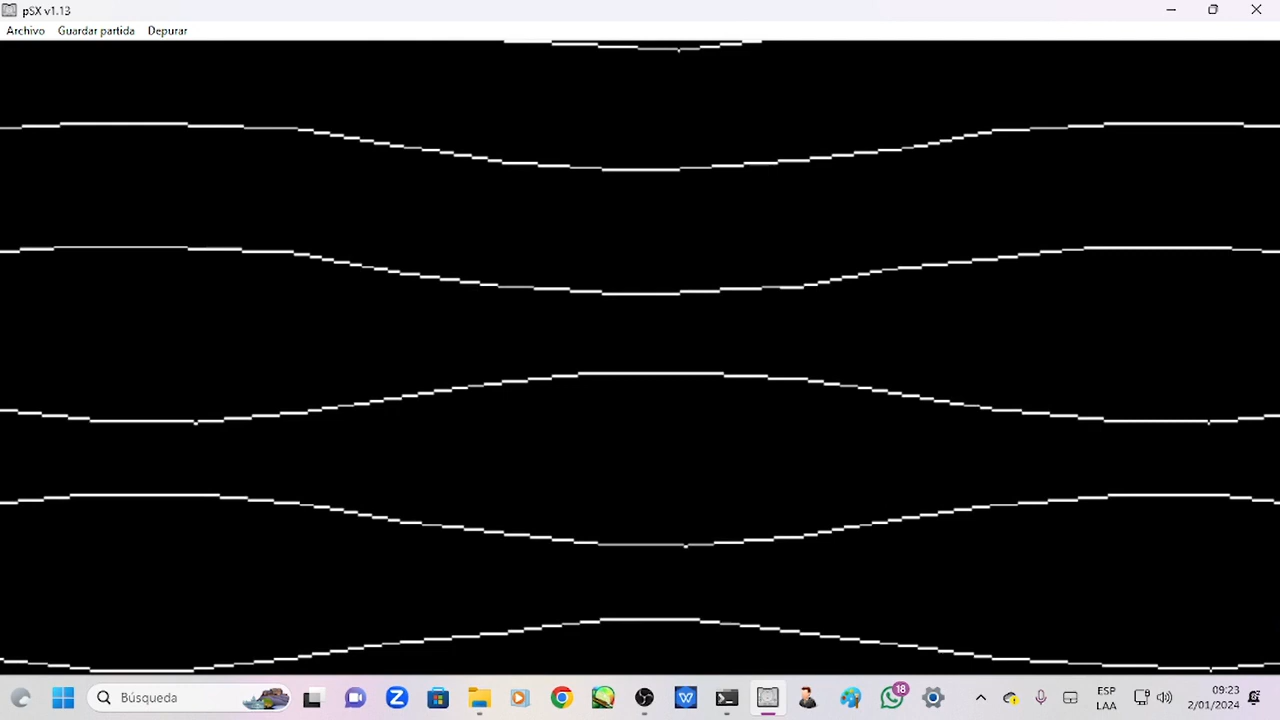 pSX v1.13
Archivo Guardar partida Depurar
Búsqueda
18
ESP
LAA
09:23
2/01/2024